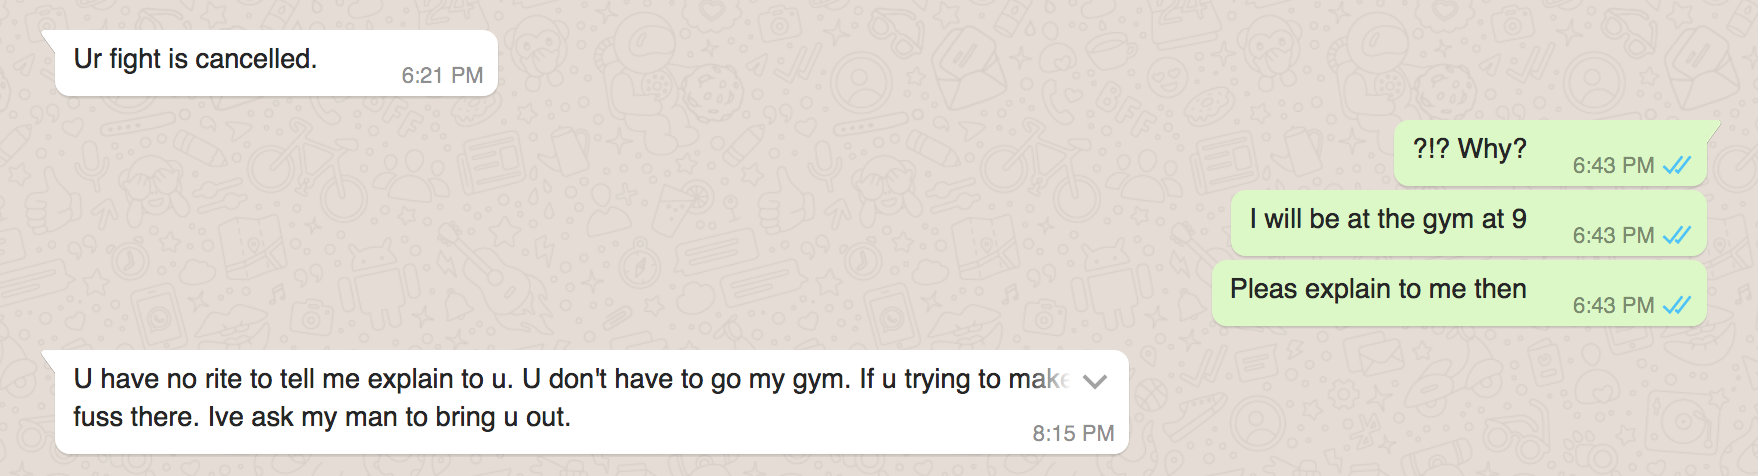 Ur fight is cancelled.
6:21 PM
?!? Why?
6:43 PM
I will be at the gym at 9
6:43 PM
Pleas explain to me then
6:43 PM
U have no rite to tell me explain to u. U don't have to go my gym. If u trying to make
fuss there. Ive ask my man to bring u out.
8:15 PM